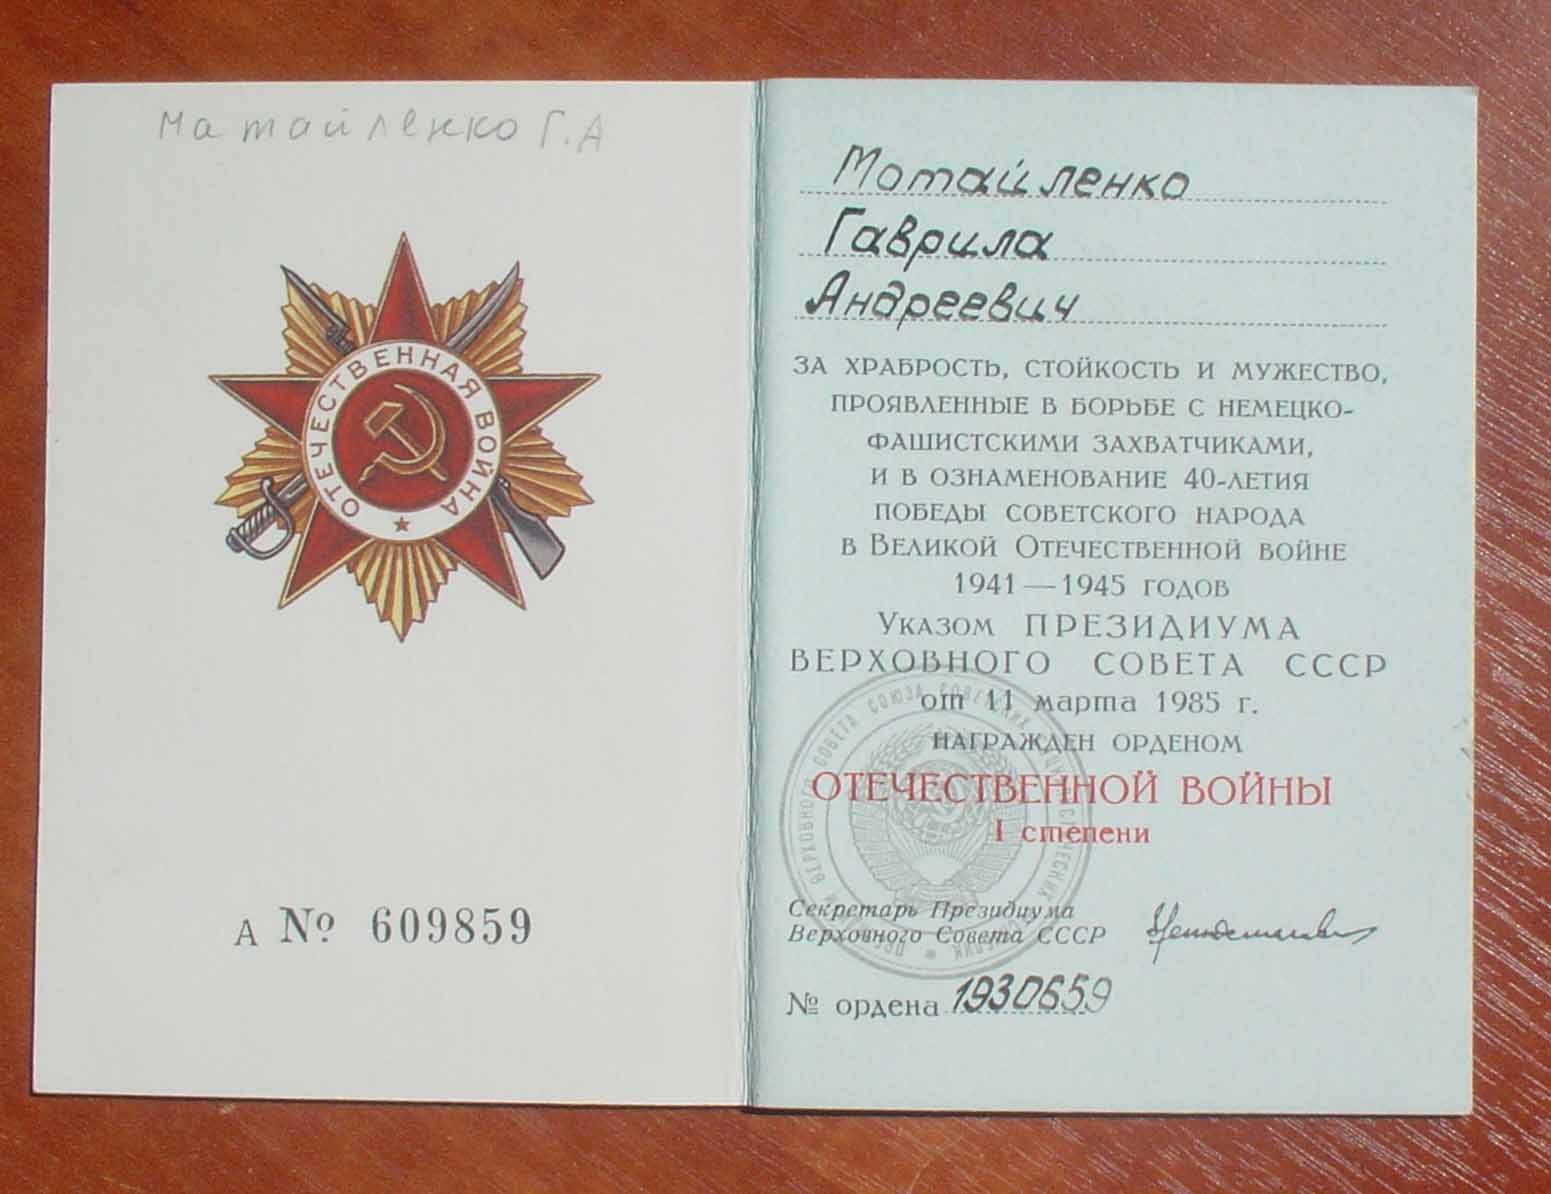 Матайленко Г.А
ОТЕЧЕСТВЕННАЯ ВОЙНА
А № 609859
Мотайленко
Гаврила
Андреевич
ЗА ХРАБРОСТЬ, СТОЙКОСТЬ И МУЖЕСТВО,
ПРОЯВЛЕННЫЕ В БОРЬБЕ С НЕМЕЦКО-
ФАШИСТСКИМИ ЗАХВАТЧИКАМИ,
И В ОЗНАМЕНОВАНИЕ 40-ЛЕТИЯ
ПОБЕДЫ СОВЕТСКОГО НАРОДА
В ВЕЛИКОЙ ОТЕЧЕСТВЕННОЙ ВОЙНЕ
1941—1945 ГОДОВ
УКАЗОМ ПРЕЗИДИУМА
ВЕРХОВНОГО СОВЕТА СССР
от 11 марта 1985 г.
НАГРАЖДЕН ОРДЕНОМ
ОТЕЧЕСТВЕННОЙ ВОЙНЫ
I степени
Секретарь Президиума
Верховного Совета СССР
№ ордена 1930659